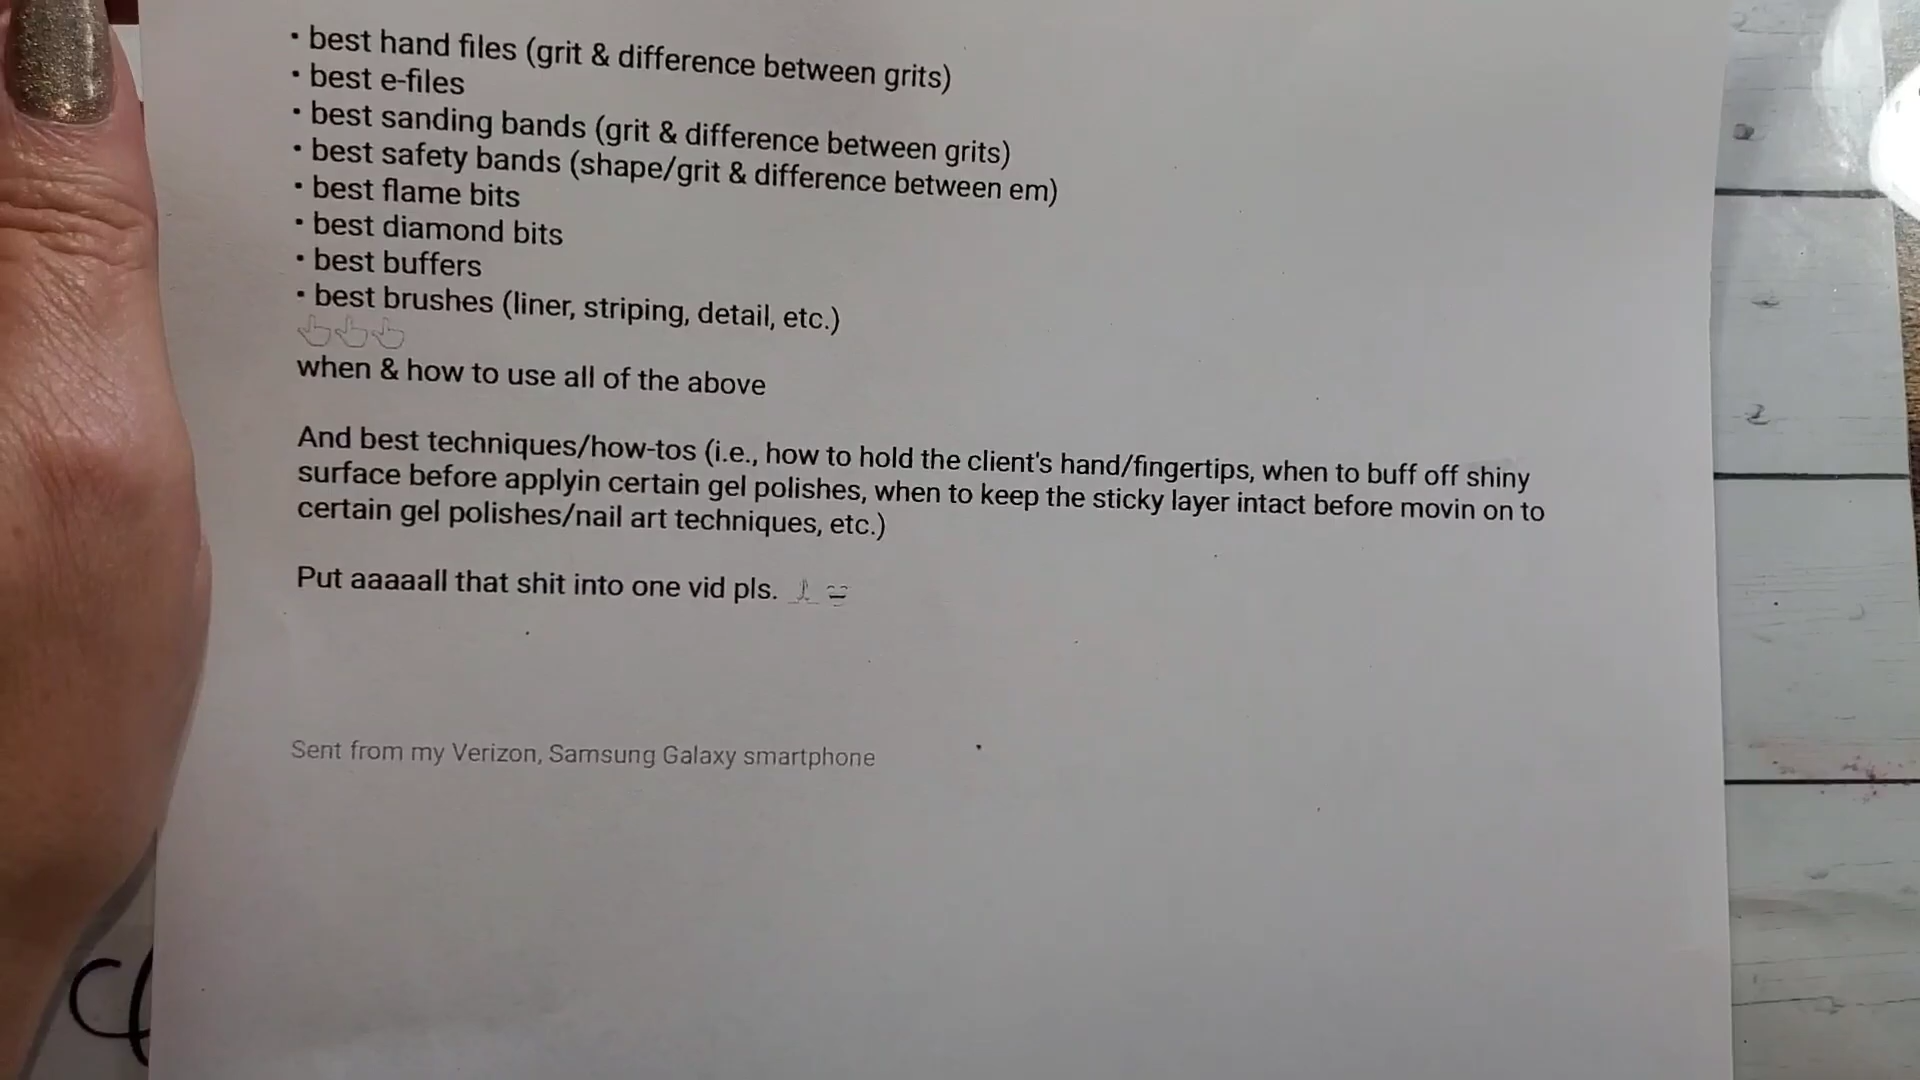 • best hand files (grit & difference between grits)
• best e-files
• best sanding bands (grit & difference between grits)
• best safety bands (shape/grit & difference between em)
• best flame bits
• best diamond bits
• best buffers
• best brushes (liner, striping, detail, etc.)
👆👆👆
when & how to use all of the above
And best techniques/how-tos (i.e., how to hold the client's hand/fingertips, when to buff off shiny
surface before applyin certain gel polishes, when to keep the sticky layer intact before movin on to
certain gel polishes/nail art techniques, etc.)
Put aaaaall that shit into one vid pls.
Sent from my Verizon, Samsung Galaxy smartphone